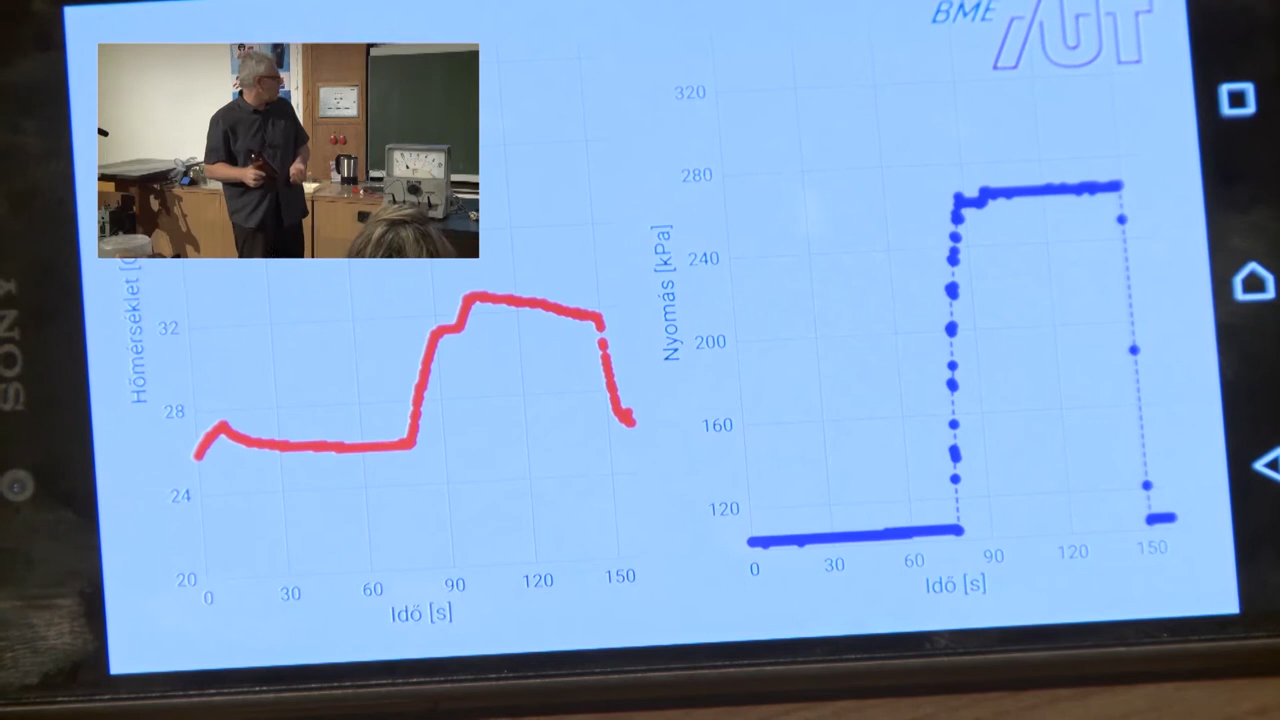 BME AUT
Hőmérséklet [C
32
28
24
20
0 30 60 90 120 150
Idő [s]
Nyomás [kPa]
320
280
240
200
160
120
0 30 60 90 120 150
Idő [s]
SONY